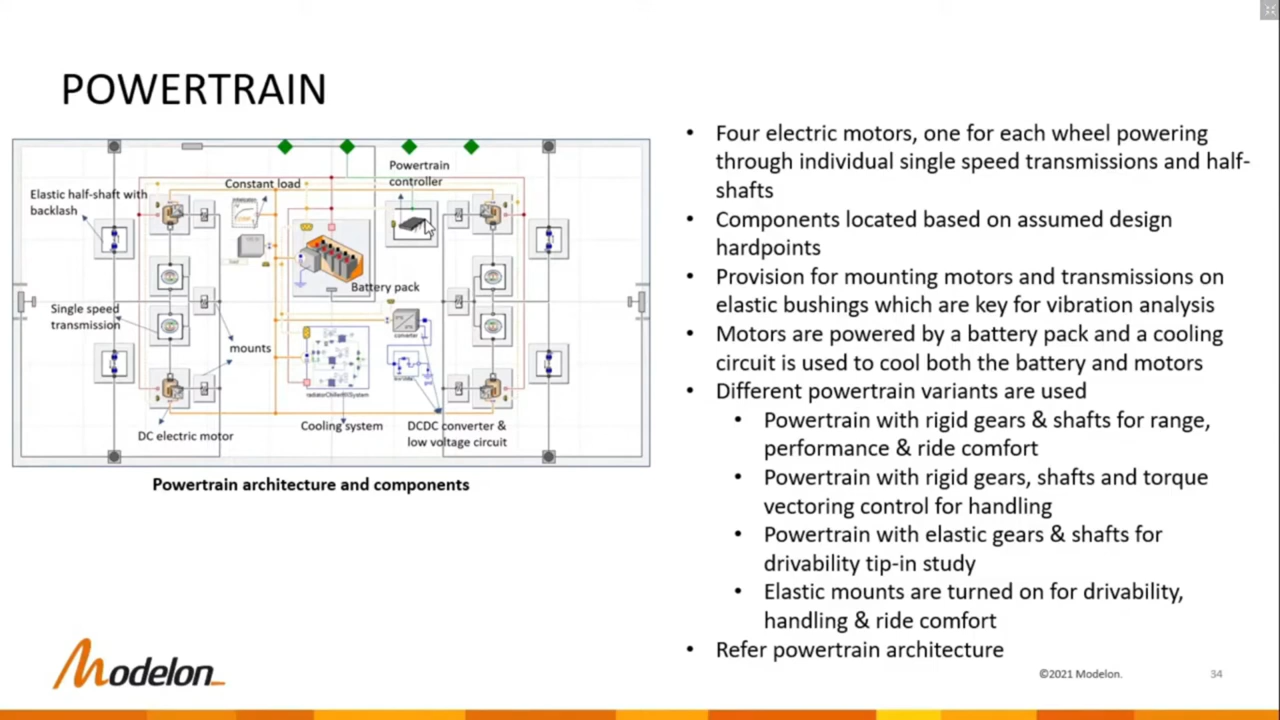 POWERTRAIN
Powertrain
controller
Constant load
Elastic half-shaft with
backlash
Battery pack
Single speed
transmission
converter
mounts
radiatorChillerMSystem
DC electric motor
Cooling system
DCDC converter &
low voltage circuit
Powertrain architecture and components
• Four electric motors, one for each wheel powering
through individual single speed transmissions and half-
shafts
• Components located based on assumed design
hardpoints
• Provision for mounting motors and transmissions on
elastic bushings which are key for vibration analysis
• Motors are powered by a battery pack and a cooling
circuit is used to cool both the battery and motors
• Different powertrain variants are used
• Powertrain with rigid gears & shafts for range,
performance & ride comfort
• Powertrain with rigid gears, shafts and torque
vectoring control for handling
• Powertrain with elastic gears & shafts for
drivability tip-in study
• Elastic mounts are turned on for drivability,
handling & ride comfort
• Refer powertrain architecture
Modelon
©2021 Modelon.
34